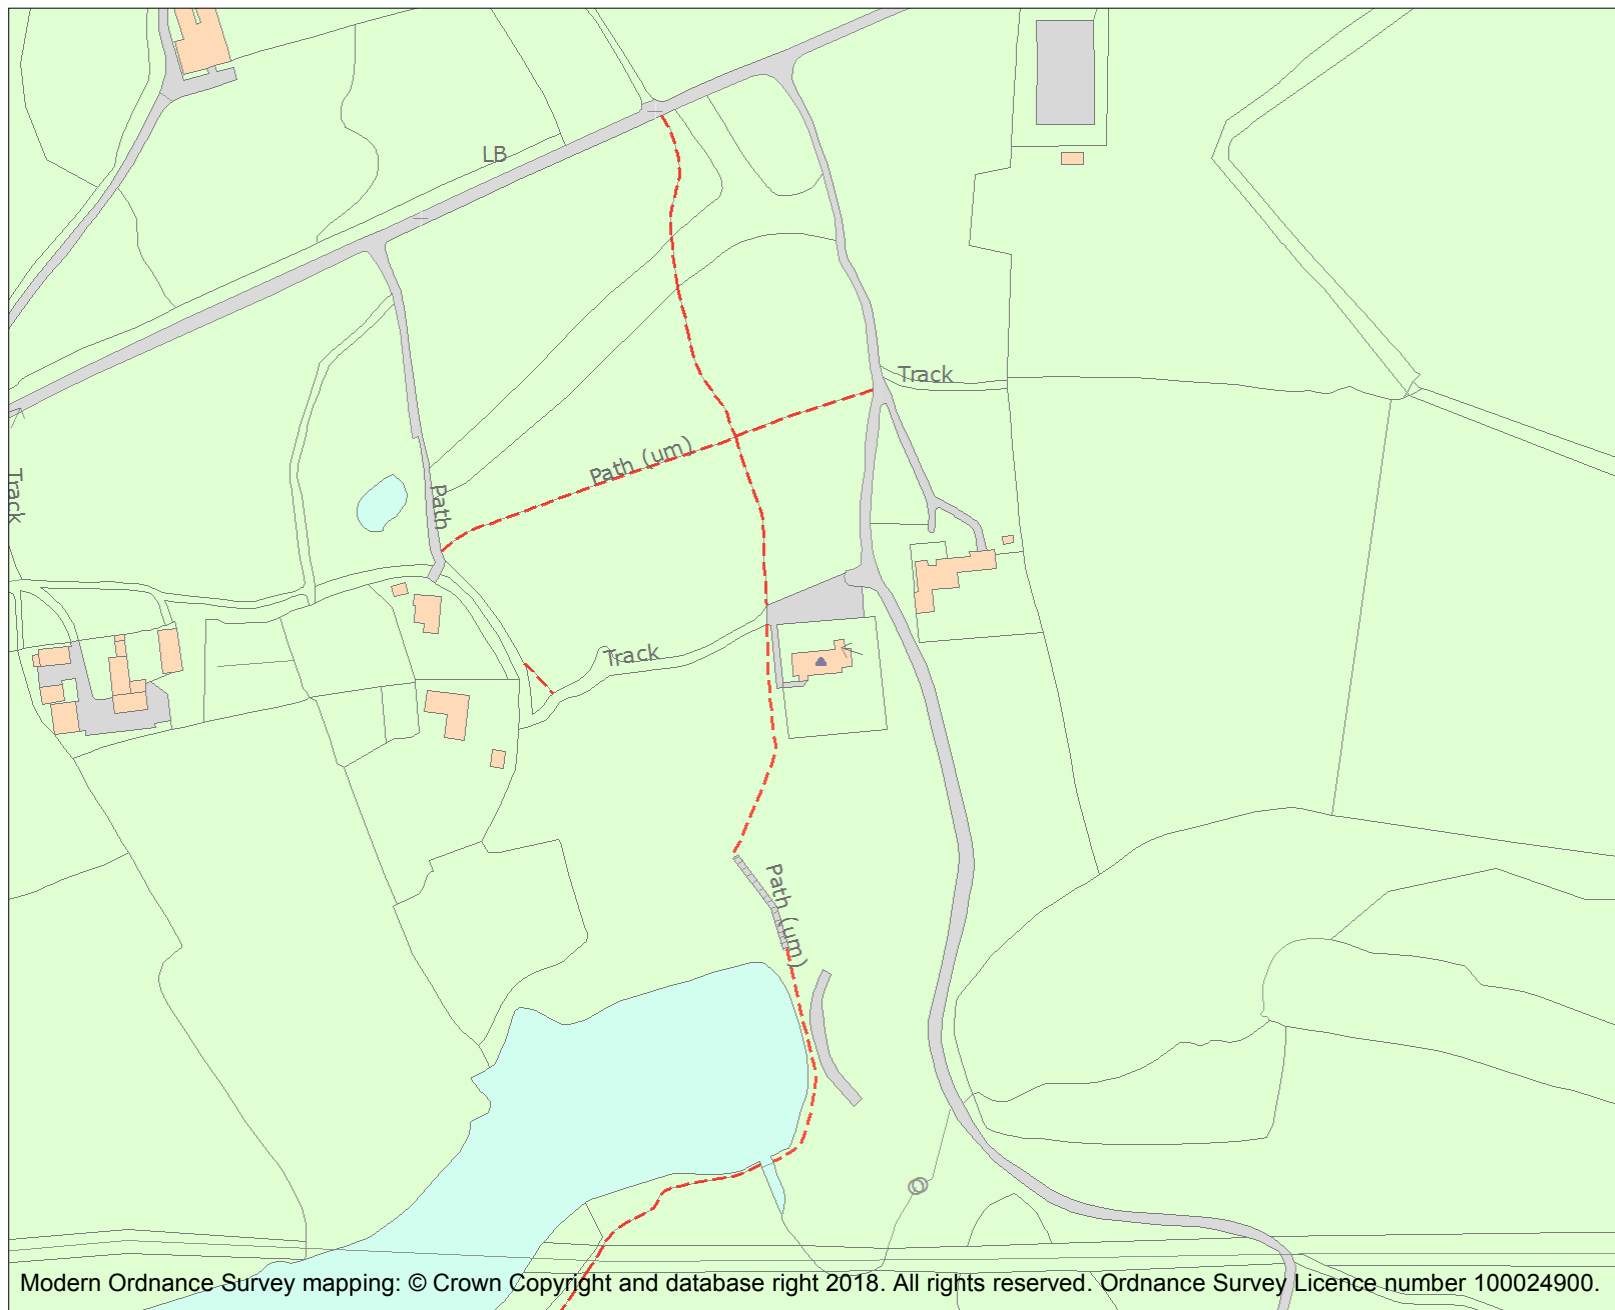 LB
Track
Path (um)
Track
Path
Track
Path (um)
Modern Ordnance Survey mapping: © Crown Copyright and database right 2018. All rights reserved. Ordnance Survey Licence number 100024900.